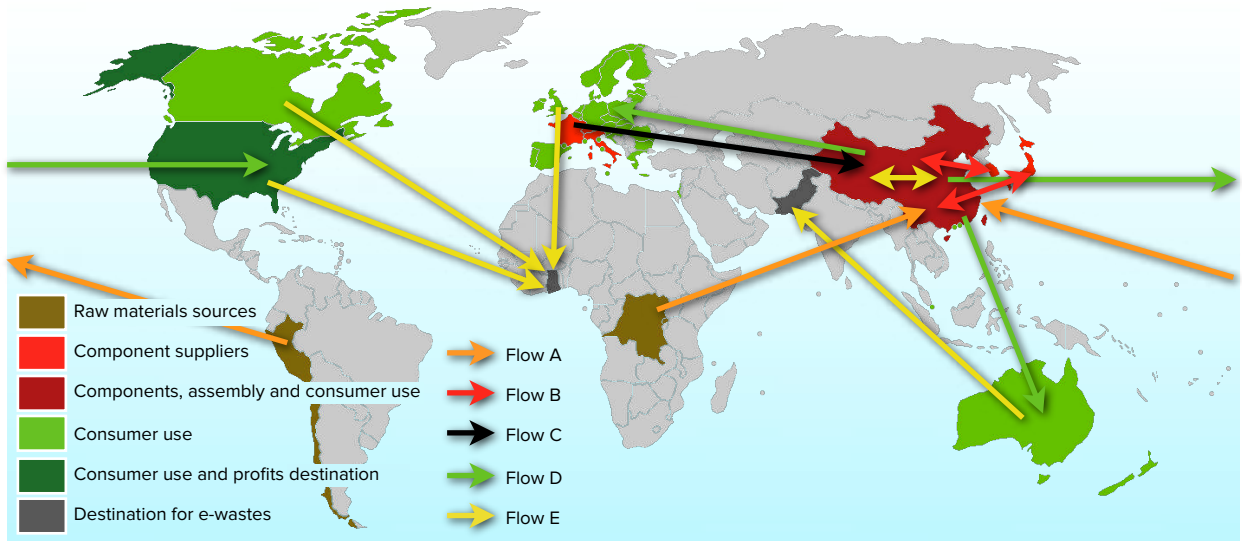 Raw materials sources
Component suppliers
Components, assembly and consumer use
Consumer use
Consumer use and profits destination
Destination for e-wastes
Flow A
Flow B
Flow C
Flow D
Flow E